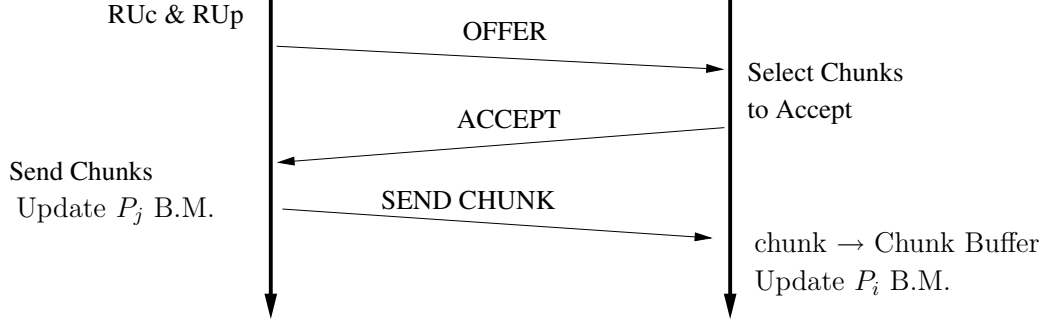 RUc & RUp
OFFER
Select Chunks
to Accept
ACCEPT
Send Chunks
Update P_j B.M.
SEND CHUNK
chunk → Chunk Buffer
Update P_i B.M.